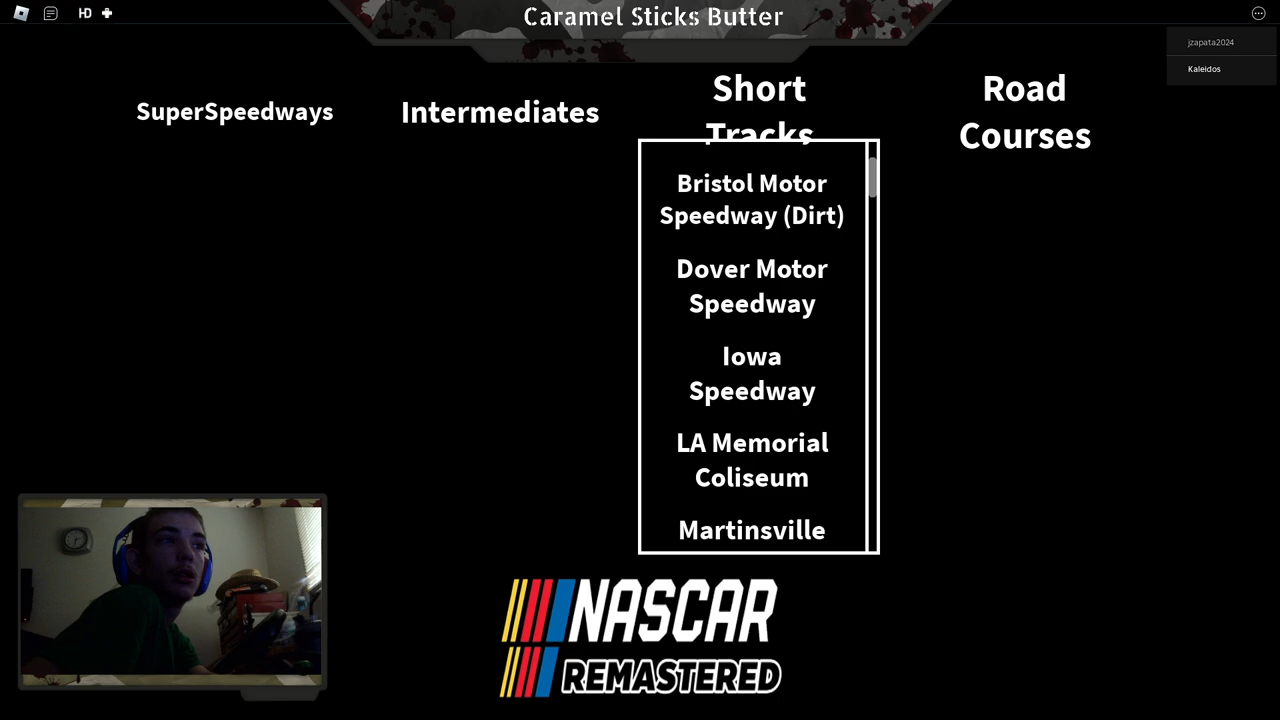 HD
Caramel Sticks Butter
jzapata2024
Kaleidos
SuperSpeedways
Intermediates
Short
Tracks
Road
Courses
Bristol Motor
Speedway (Dirt)
Dover Motor
Speedway
Iowa
Speedway
LA Memorial
Coliseum
Martinsville
NASCAR
REMASTERED